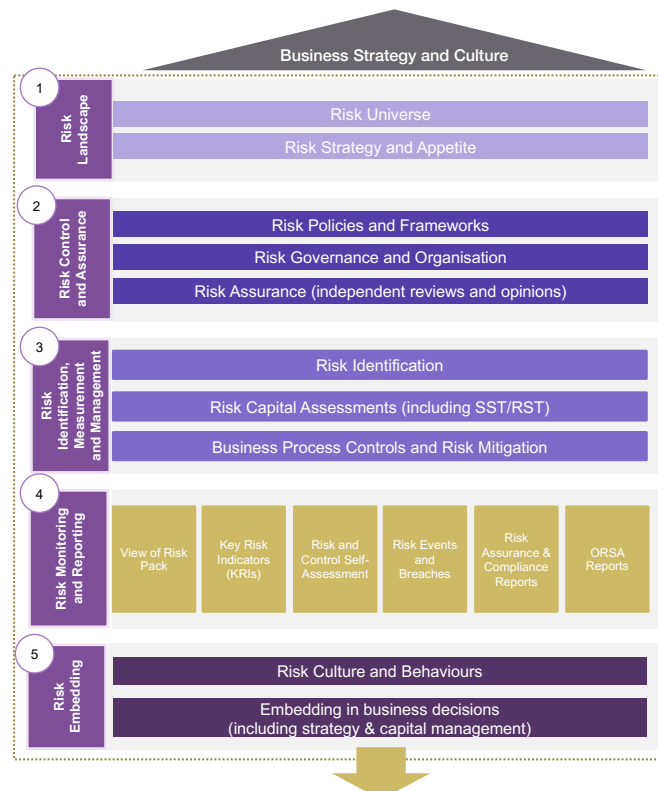 Business Strategy and Culture
1
Risk
Landscape
Risk Universe
Risk Strategy and Appetite
2
Risk Control
and Assurance
Risk Policies and Frameworks
Risk Governance and Organisation
Risk Assurance (independent reviews and opinions)
3
Risk
Identification,
Measurement
and Management
Risk Identification
Risk Capital Assessments (including SST/RST)
Business Process Controls and Risk Mitigation
4
Risk Monitoring
and Reporting
View of Risk
Pack
Key Risk
Indicators
(KRIs)
Risk and
Control Self-
Assessment
Risk Events
and
Breaches
Risk
Assurance &
Compliance
Reports
ORSA
Reports
5
Risk
Embedding
Risk Culture and Behaviours
Embedding in business decisions
(including strategy & capital management)